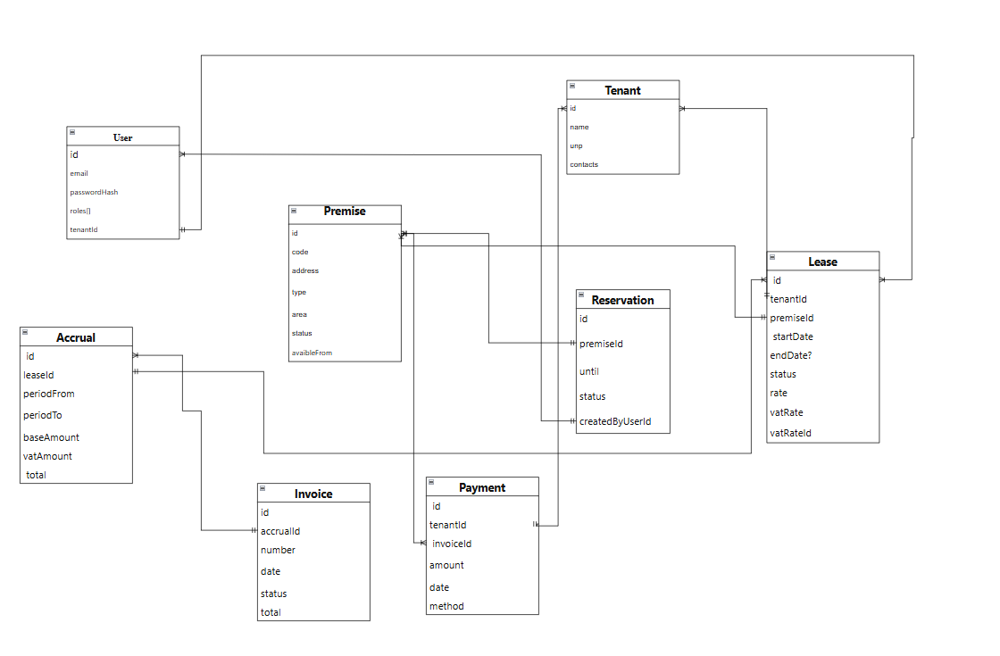 Tenant
id
name
unp
contacts
User
id
email
passwordHash
roles[]
tenantId
Premise
id
code
address
type
area
status
avaibleFrom
Lease
id
tenantId
premiseId
startDate
endDate?
status
rate
vatRate
vatRateId
Reservation
id
premiseId
until
status
createdByUserId
Accrual
id
leaseId
periodFrom
periodTo
baseAmount
vatAmount
total
Invoice
id
accrualId
number
date
status
total
Payment
id
tenantId
invoiceId
amount
date
method